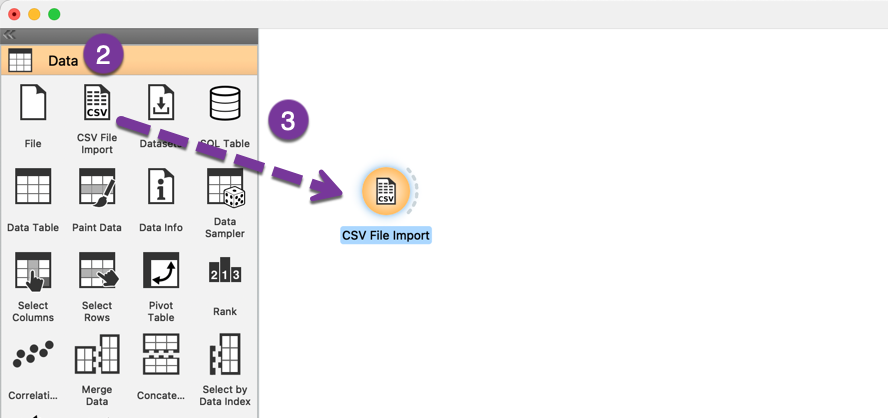 2
Data
3
CSV
File
CSV File
Import
Datasets
SQL Table
CSV
Data Table
Paint Data
Data Info
Data
Sampler
CSV File Import
2 1 3
Select
Columns
Select
Rows
Pivot
Table
Rank
Correlati...
Merge
Data
Concate...
Select by
Data Index